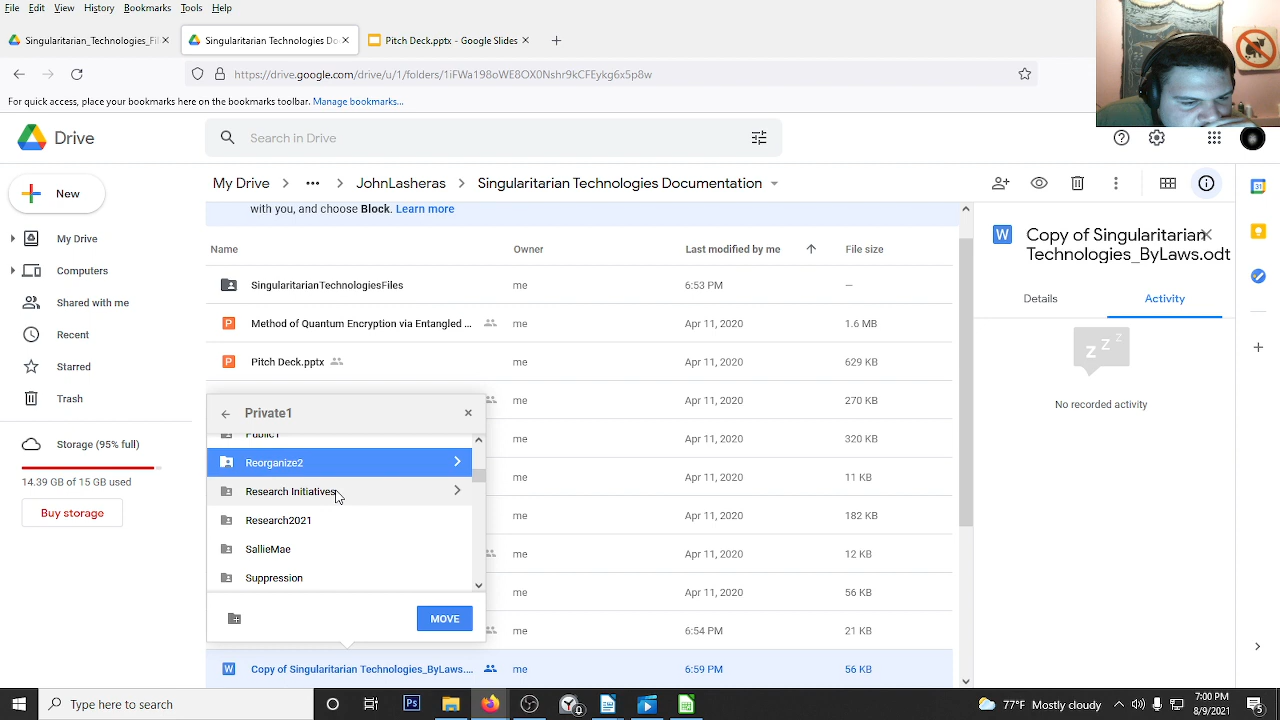 File Edit View History Bookmarks Tools Help
Singularitarian_Technologies_Fil
Singularitarian Technologies Do
Pitch Deck.pptx - Google Slides
https://drive.google.com/drive/u/1/folders/1iFWa198oWE8OX0Nshr9kCFEykg6x5p8w
For quick access, place your bookmarks here on the bookmarks toolbar. Manage bookmarks...
Drive
Search in Drive
New
My Drive
Computers
Shared with me
Recent
Starred
Trash
Storage (95% full)
14.39 GB of 15 GB used
Buy storage
My Drive ••• JohnLasheras Singularitarian Technologies Documentation
with you, and choose Block. Learn more
Name Owner Last modified by me File size
SingularitarianTechnologiesFiles me 6:53 PM —
Method of Quantum Encryption via Entangled ... me Apr 11, 2020 1.6 MB
Pitch Deck.pptx me Apr 11, 2020 629 KB
me Apr 11, 2020 270 KB
me Apr 11, 2020 320 KB
me Apr 11, 2020 11 KB
me Apr 11, 2020 182 KB
me Apr 11, 2020 12 KB
me Apr 11, 2020 56 KB
me 6:54 PM 21 KB
Copy of Singularitarian Technologies_ByLaws.... me 6:59 PM 56 KB
Private1
Public1
Reorganize2
Research Initiatives
Research2021
SallieMae
Suppression
MOVE
W Copy of Singularitarian
Technologies_ByLaws.odt
Details Activity
z z z
No recorded activity
31
Type here to search
Ps
77°F Mostly cloudy
7:00 PM
8/9/2021